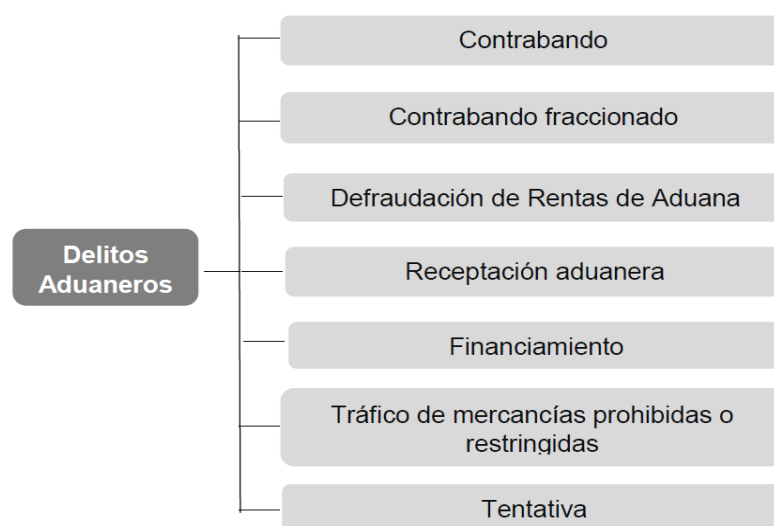 Contrabando
Contrabando fraccionado
Defraudación de Rentas de Aduana
Delitos
Aduaneros
Receptación aduanera
Financiamiento
Tráfico de mercancías prohibidas o
restringidas
Tentativa